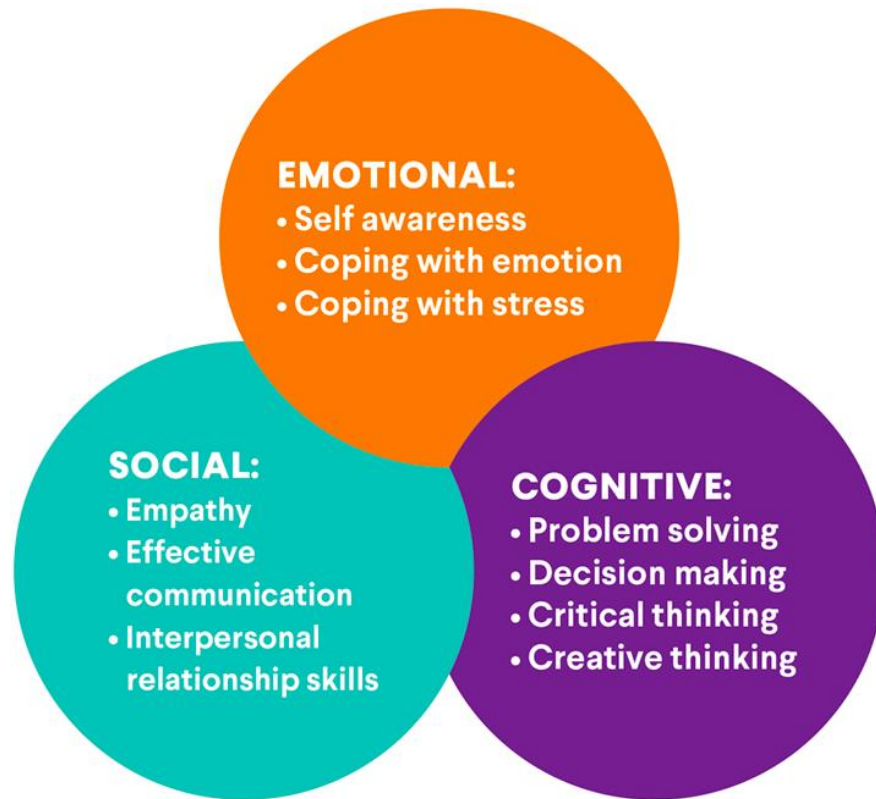 EMOTIONAL:
• Self awareness
• Coping with emotion
• Coping with stress
SOCIAL:
• Empathy
• Effective
communication
• Interpersonal
relationship skills
COGNITIVE:
• Problem solving
• Decision making
• Critical thinking
• Creative thinking